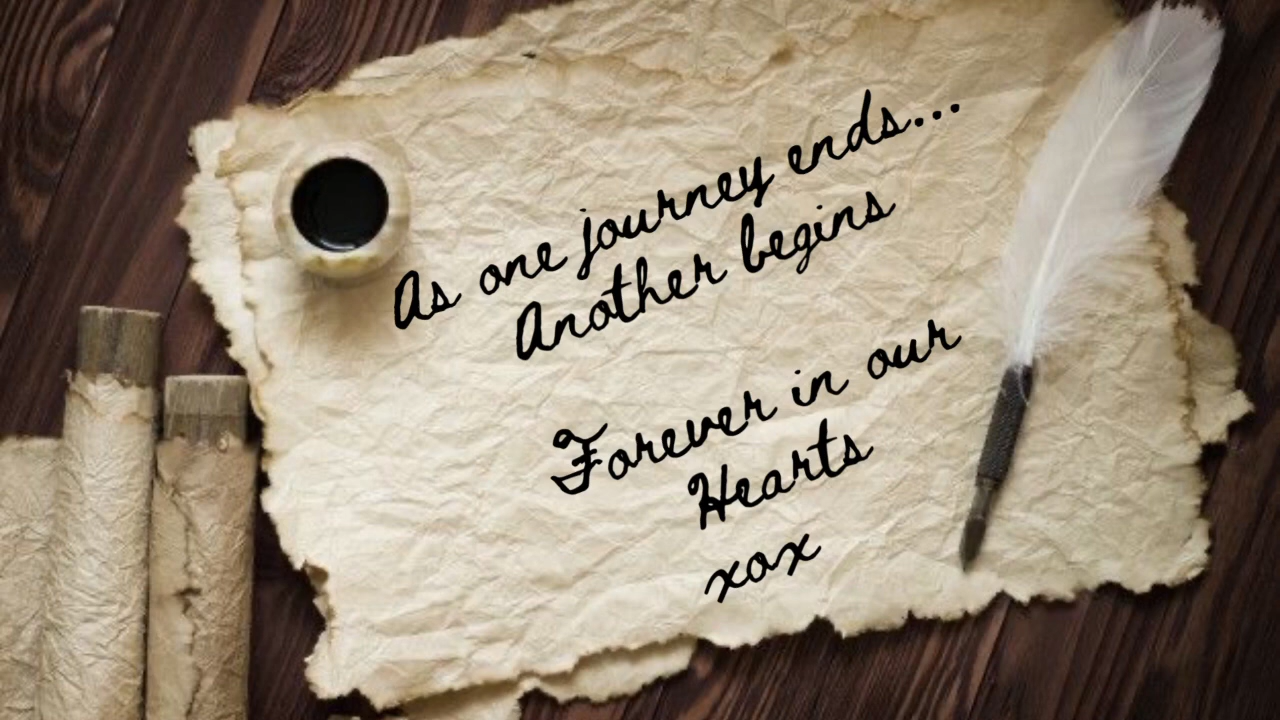 As one journey ends...
Another begins
Forever in our
Hearts
xox